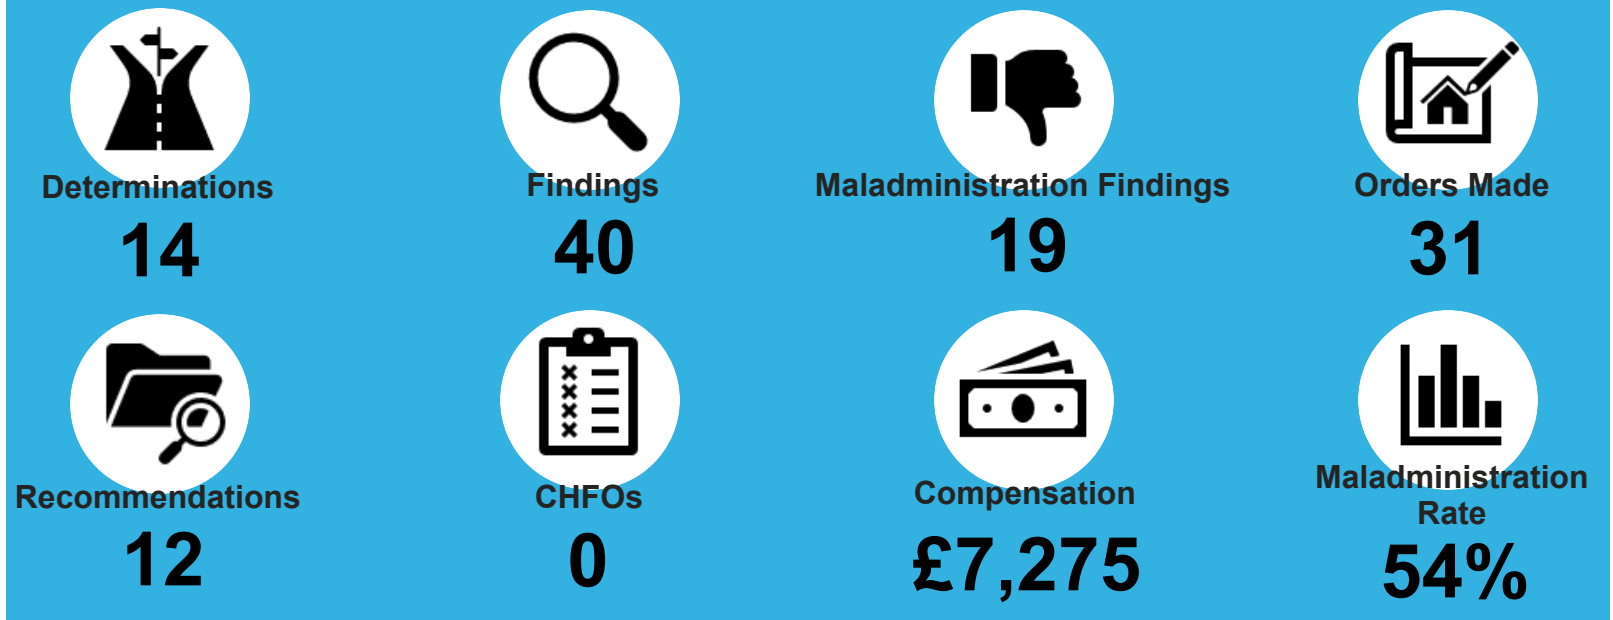 Determinations
14
Findings
40
Maladministration Findings
19
Orders Made
31
Recommendations
12
CHFOs
0
Compensation
£7,275
Maladministration
Rate
54%